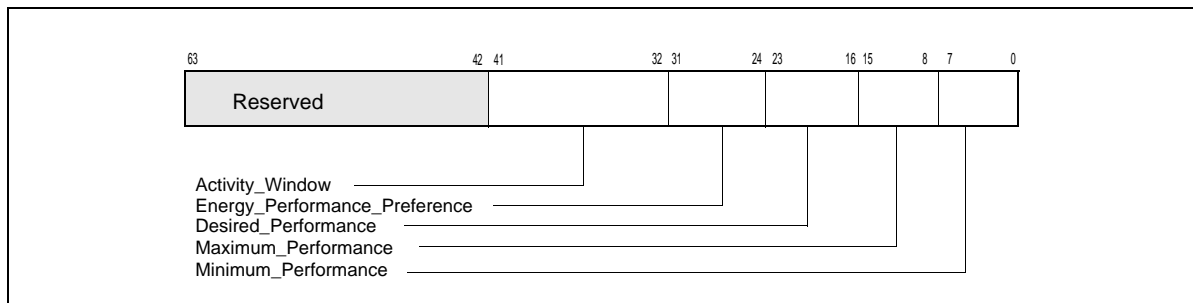 63 42 41 32 31 24 23 16 15 8 7 0
Reserved
Activity_Window
Energy_Performance_Preference
Desired_Performance
Maximum_Performance
Minimum_Performance